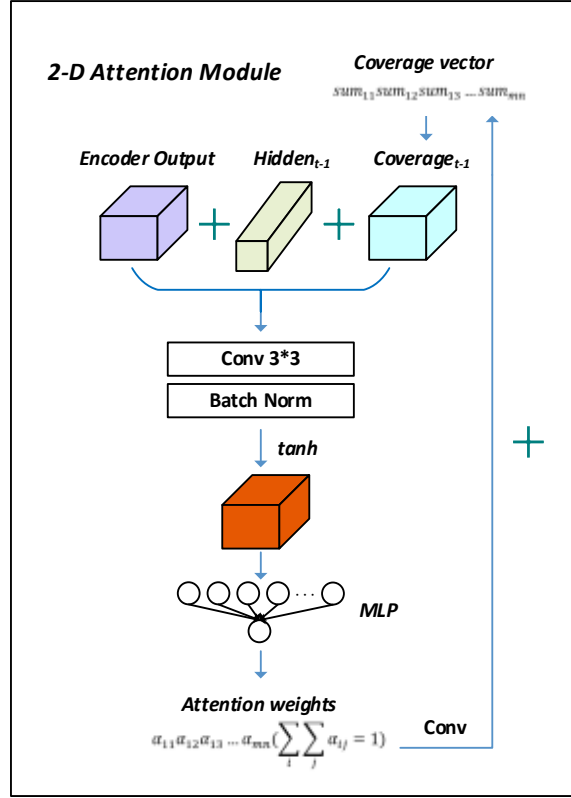 2-D Attention Module
Coverage vector
sum₁₁sum₁₂sum₁₃ ... sumₘₙ
Encoder Output
Hiddenₜ₋₁
Coverageₜ₋₁
+
+
Conv 3*3
Batch Norm
tanh
+
...
MLP
Attention weights
α₁₁α₁₂α₁₃ ... αₘₙ(∑ᵢ ∑ⱼ αᵢⱼ = 1)
Conv